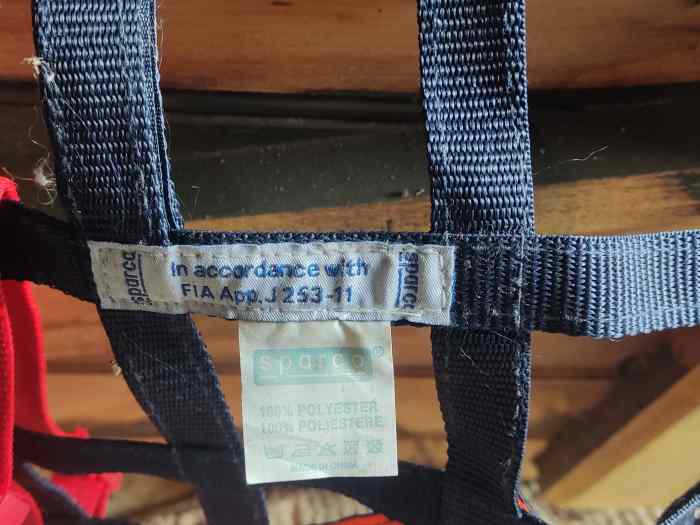 sparco
In accordance with
FIA App. J 253-11
sparco
sparco®
100% POLYESTER
100% POLIESTERE
MADE IN CHINA